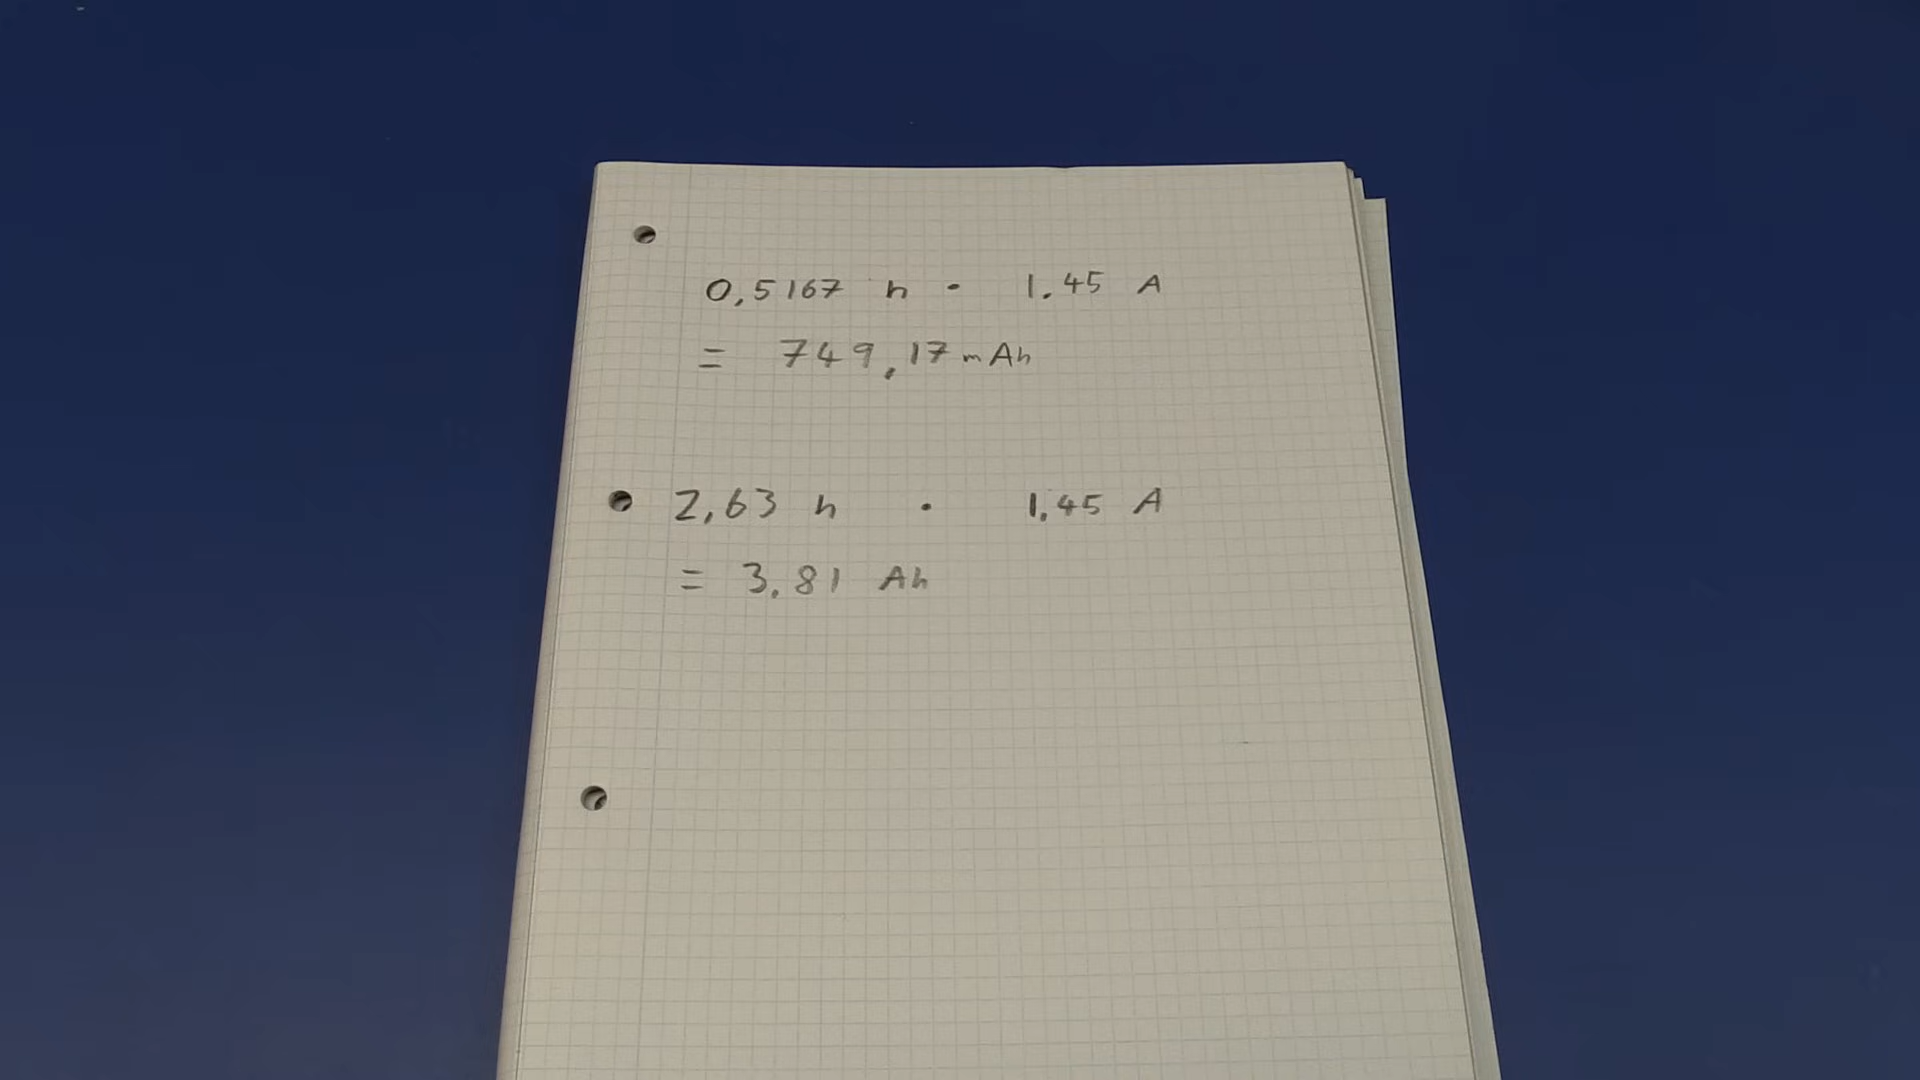 0,5167 h · 1.45 A
= 749,17 mAh
2,63 h · 1,45 A
= 3,81 Ah